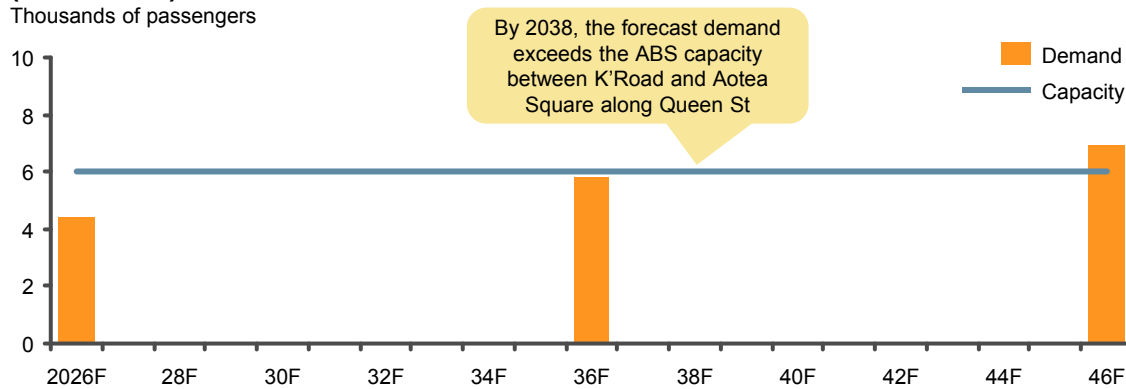 Thousands of passengers
By 2038, the forecast demand
exceeds the ABS capacity
between K'Road and Aotea
Square along Queen St
Demand
Capacity
10
8
6
4
2
0
2026F 28F 30F 32F 34F 36F 38F 40F 42F 44F 46F